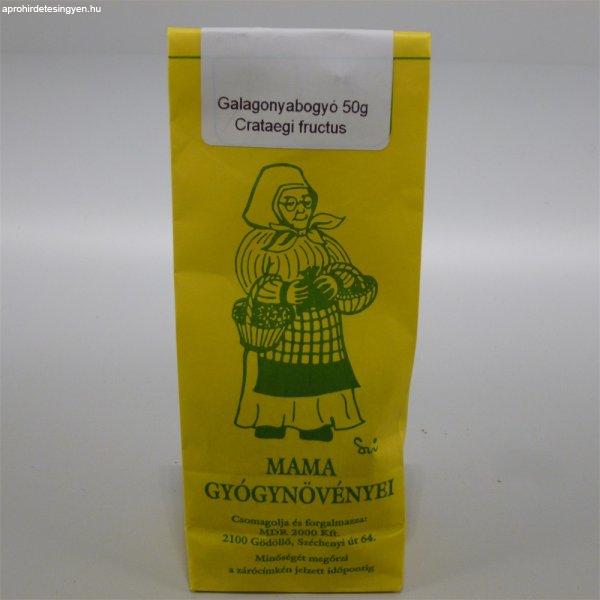 aprohirdetesingyen.hu
Galagonyabogyó 50g
Crataegi fructus
MAMA
GYÓGYNÖVÉNYEI
Csomagolja és forgalmazza:
MDR 2000 Kft.
2100 Gödöllő, Széchenyi út 64.
Minőségét megőrzi
a zárócímkén jelzett időpontig